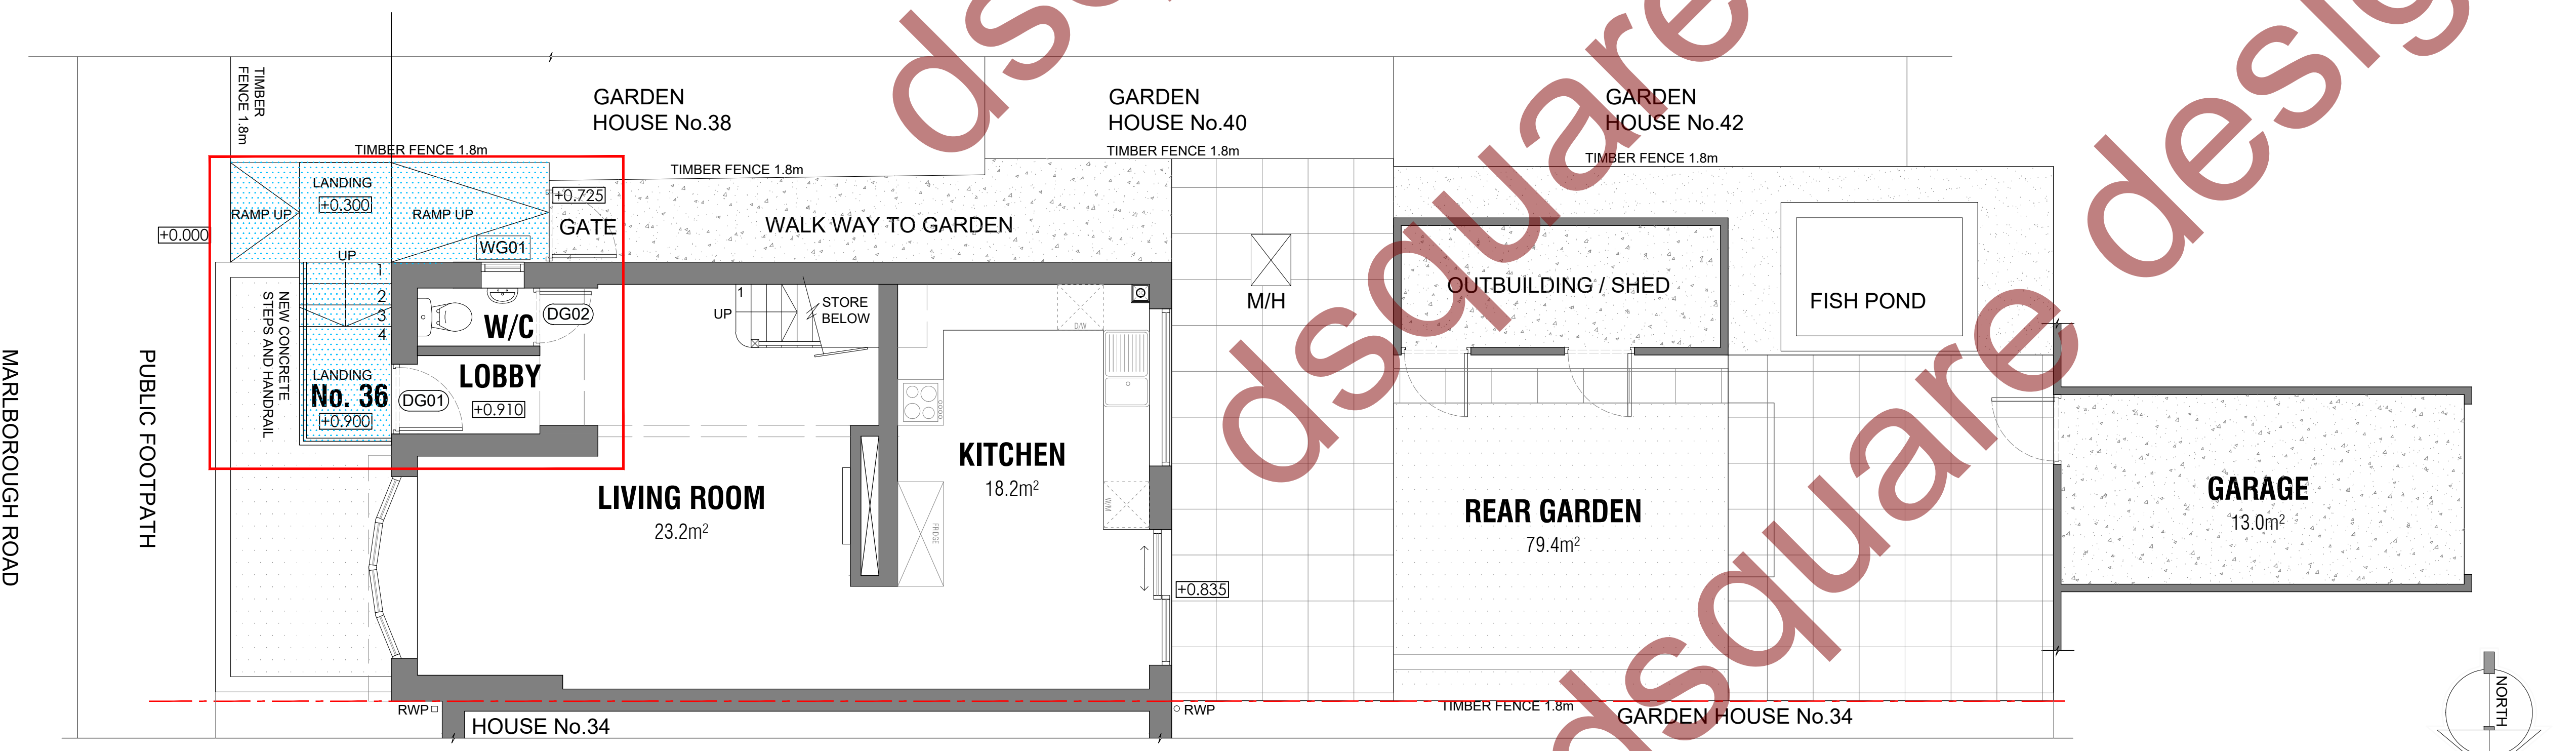 TIMBER
FENCE 1.8m
GARDEN
HOUSE No.38
GARDEN
HOUSE No.40
GARDEN
HOUSE No.42
TIMBER FENCE 1.8m
TIMBER FENCE 1.8m
TIMBER FENCE 1.8m
TIMBER FENCE 1.8m
LANDING
+0.300
RAMP UP
RAMP UP
+0.725
GATE
WALK WAY TO GARDEN
+0.000
WG01
UP
1
2
3
4
NEW CONCRETE
STEPS AND HANDRAIL
W/C
DG02
1
UP
STORE
BELOW
D/W
M/H
OUTBUILDING / SHED
FISH POND
MARLBOROUGH ROAD
PUBLIC FOOTPATH
LANDING
No. 36
+0.900
DG01
LOBBY
+0.910
LIVING ROOM
23.2m²
KITCHEN
18.2m²
W/M
FRIDGE
+0.835
REAR GARDEN
79.4m²
GARAGE
13.0m²
RWP
HOUSE No.34
RWP
TIMBER FENCE 1.8m
GARDEN HOUSE No.34
NORTH
dsquare
dsquare desig
dsquare